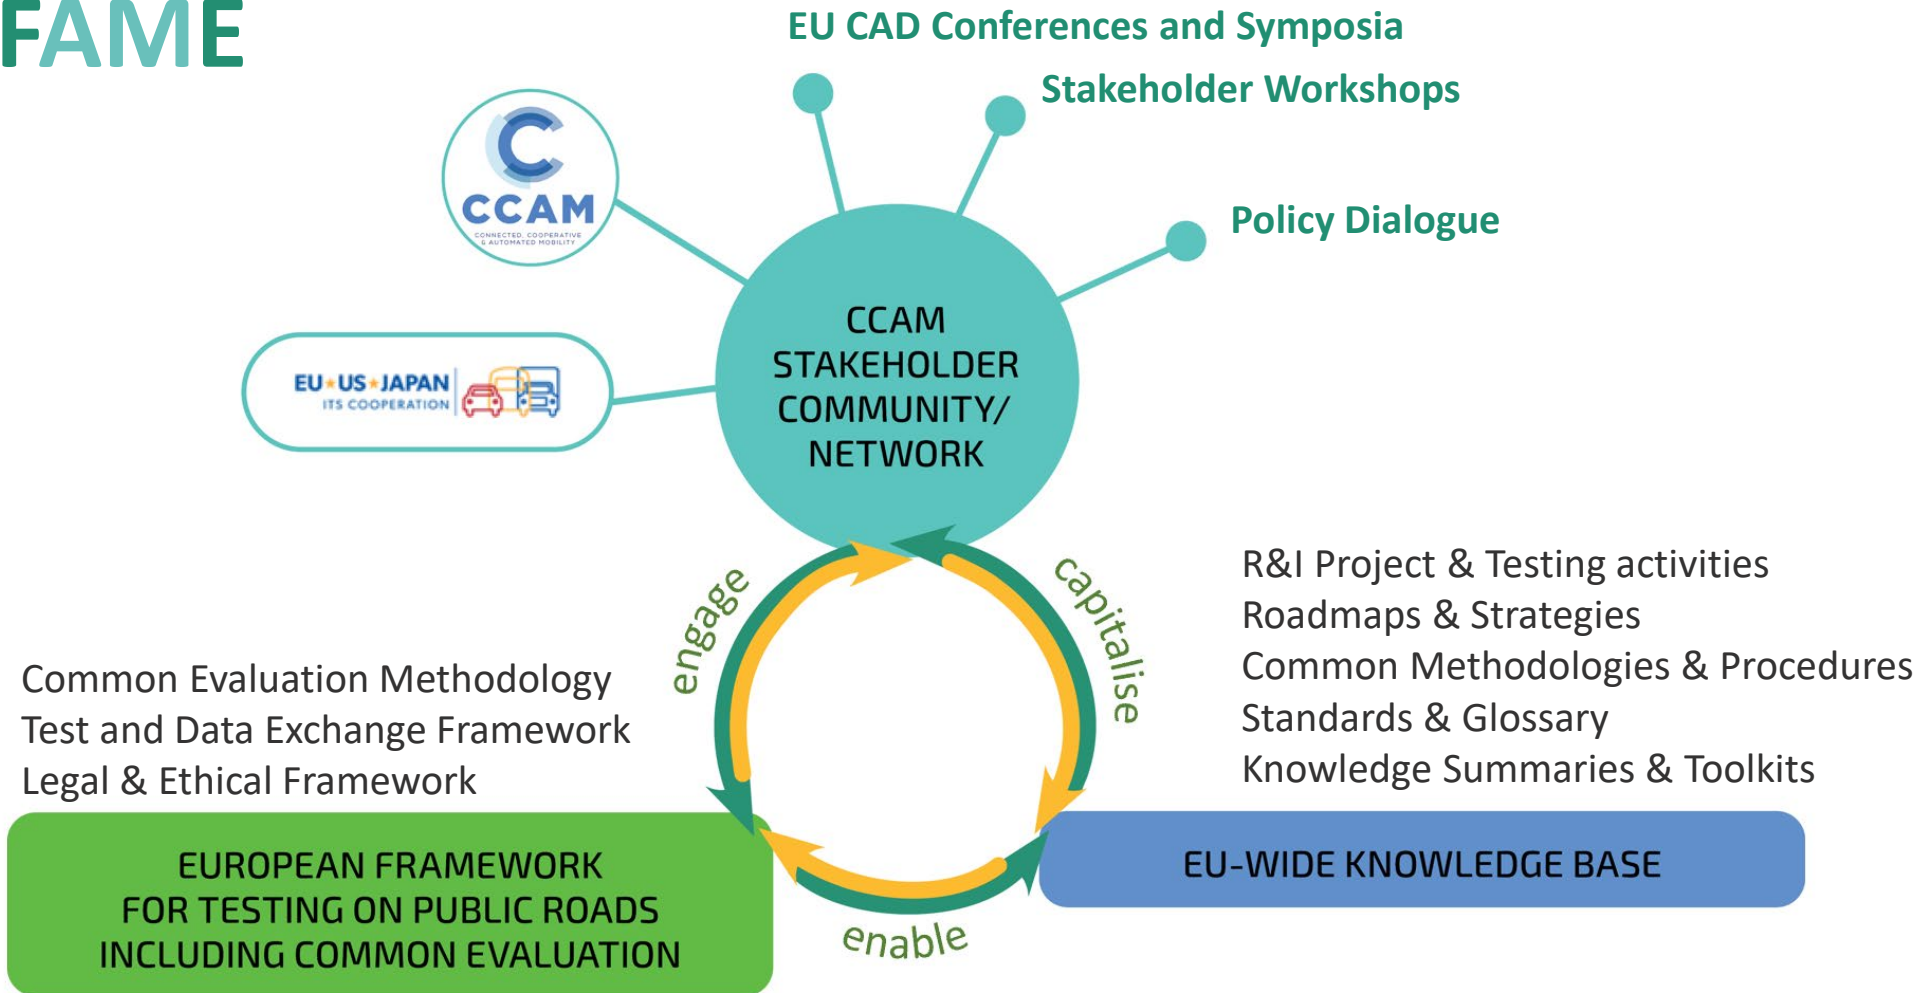 FAME
EU CAD Conferences and Symposia
Stakeholder Workshops
Policy Dialogue
C
CCAM
CONNECTED, COOPERATIVE
& AUTOMATED MOBILITY
EU★US★JAPAN
ITS COOPERATION
CCAM
STAKEHOLDER
COMMUNITY/
NETWORK
engage
capitalise
enable
R&I Project & Testing activities
Roadmaps & Strategies
Common Methodologies & Procedures
Standards & Glossary
Knowledge Summaries & Toolkits
Common Evaluation Methodology
Test and Data Exchange Framework
Legal & Ethical Framework
EUROPEAN FRAMEWORK
FOR TESTING ON PUBLIC ROADS
INCLUDING COMMON EVALUATION
EU-WIDE KNOWLEDGE BASE